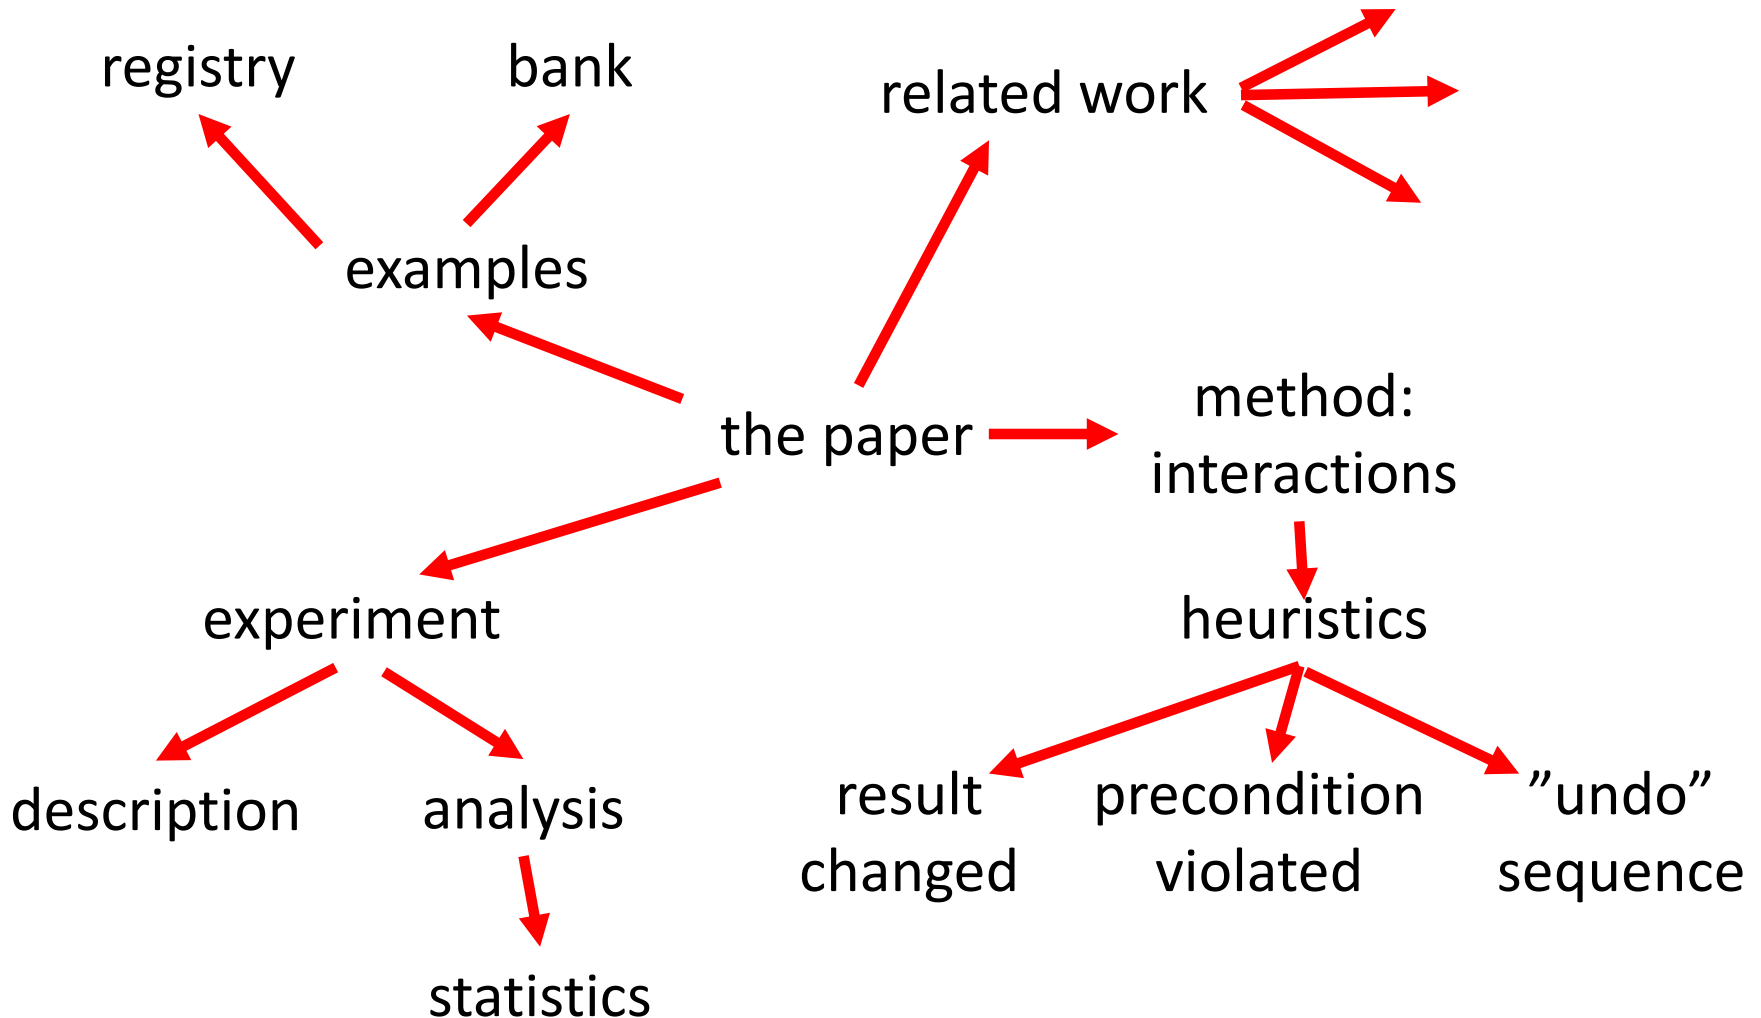 registry
bank
related work
examples
the paper
method:
interactions
experiment
heuristics
description
analysis
result
changed
precondition
violated
”undo”
sequence
statistics